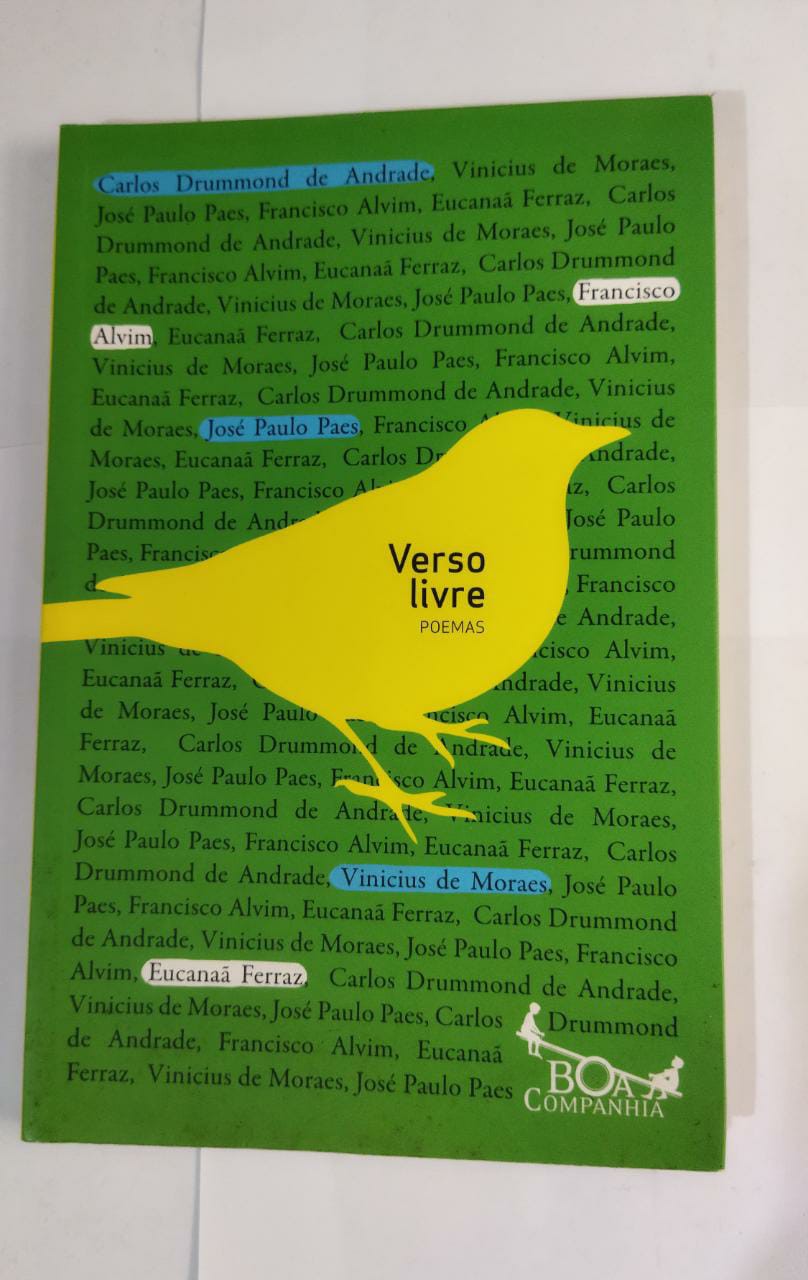 Carlos Drummond de Andrade, Vinicius de Moraes,
José Paulo Paes, Francisco Alvim, Eucanaã Ferraz, Carlos
Drummond de Andrade, Vinicius de Moraes, José Paulo
Paes, Francisco Alvim, Eucanaã Ferraz, Carlos Drummond
de Andrade, Vinicius de Moraes, José Paulo Paes, Francisco
Alvim, Eucanaã Ferraz, Carlos Drummond de Andrade,
Vinicius de Moraes, José Paulo Paes, Francisco Alvim,
Eucanaã Ferraz, Carlos Drummond de Andrade, Vinicius
de Moraes, José Paulo Paes, Francisco Vinicius de
Moraes, Eucanaã Ferraz, Carlos
José Paulo Paes, Francisco Carlos
Drummond de José Paulo
Paes,
Verso
livre
POEMAS
Francisco
Andrade,
Vinicius Alvim,
Eucanaã Ferraz, Vinicius
de Moraes, José Paulo Alvim, Eucanaã
Ferraz, Carlos Drummond de Andrade, Vinicius de
Moraes, José Paulo Paes, Francisco Alvim, Eucanaã Ferraz,
Carlos Drummond de Andrade, Vinicius de Moraes,
José Paulo Paes, Francisco Alvim, Eucanaã Ferraz, Carlos
Drummond de Andrade, Vinicius de Moraes, José Paulo
Paes, Francisco Alvim, Eucanaã Ferraz, Carlos Drummond
de Andrade, Vinicius de Moraes, José Paulo Paes, Francisco
Alvim, Eucanaã Ferraz, Carlos Drummond de Andrade,
Vinicius de Moraes, José Paulo Paes, Carlos Drummond
de Andrade, Francisco Alvim, Eucanaã
Ferraz, Vinicius de Moraes, José Paulo Paes
BOA
COMPANHIA